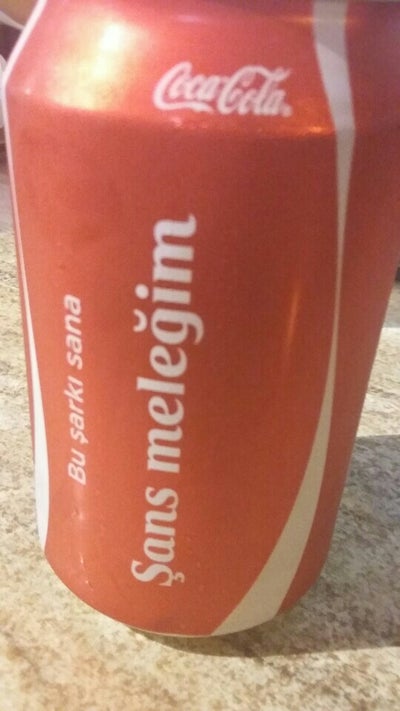 Coca-Cola
Bu şarkı sana
Şans meleğim